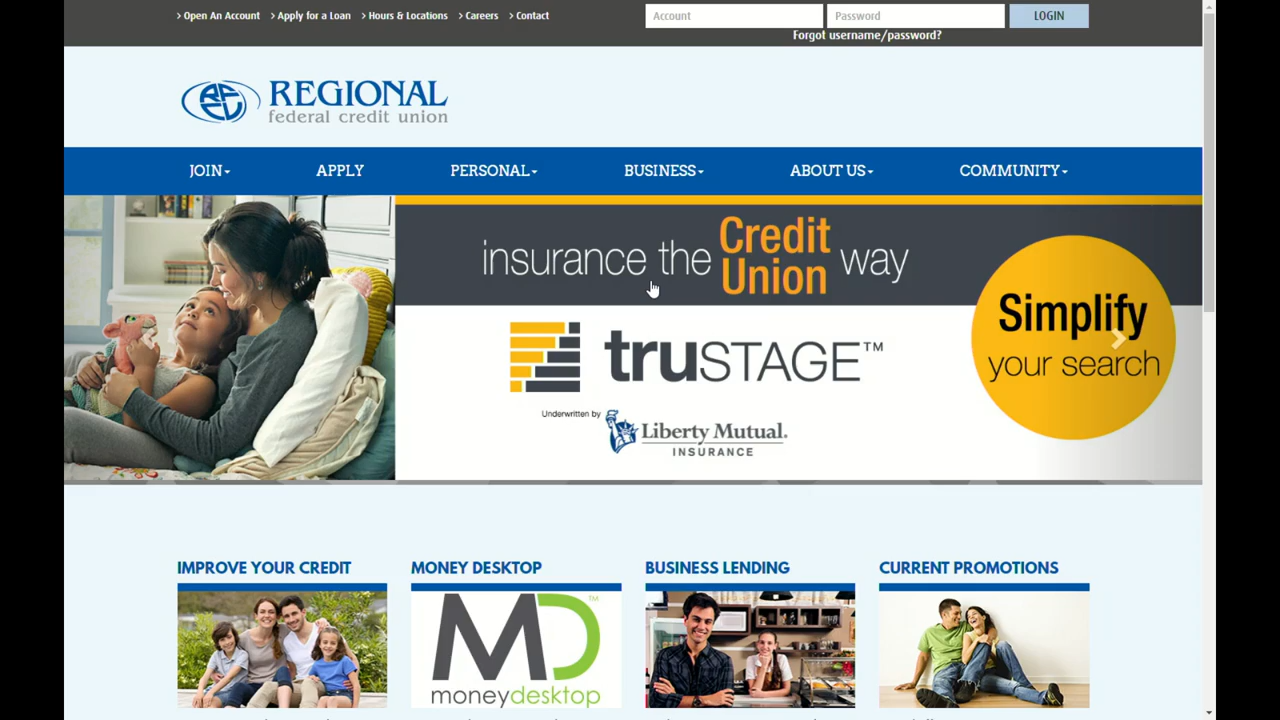 Open An Account
Apply for a Loan
Hours & Locations
Careers
Contact
Account
Password
LOGIN
Forgot username/password?
REGIONAL
federal credit union
JOIN
APPLY
PERSONAL
BUSINESS
ABOUT US
COMMUNITY
insurance the Credit Union way
Simplify
your search
truSTAGE™
Underwritten by
Liberty Mutual.
INSURANCE
IMPROVE YOUR CREDIT
MONEY DESKTOP
BUSINESS LENDING
CURRENT PROMOTIONS
MD™
moneydesktop